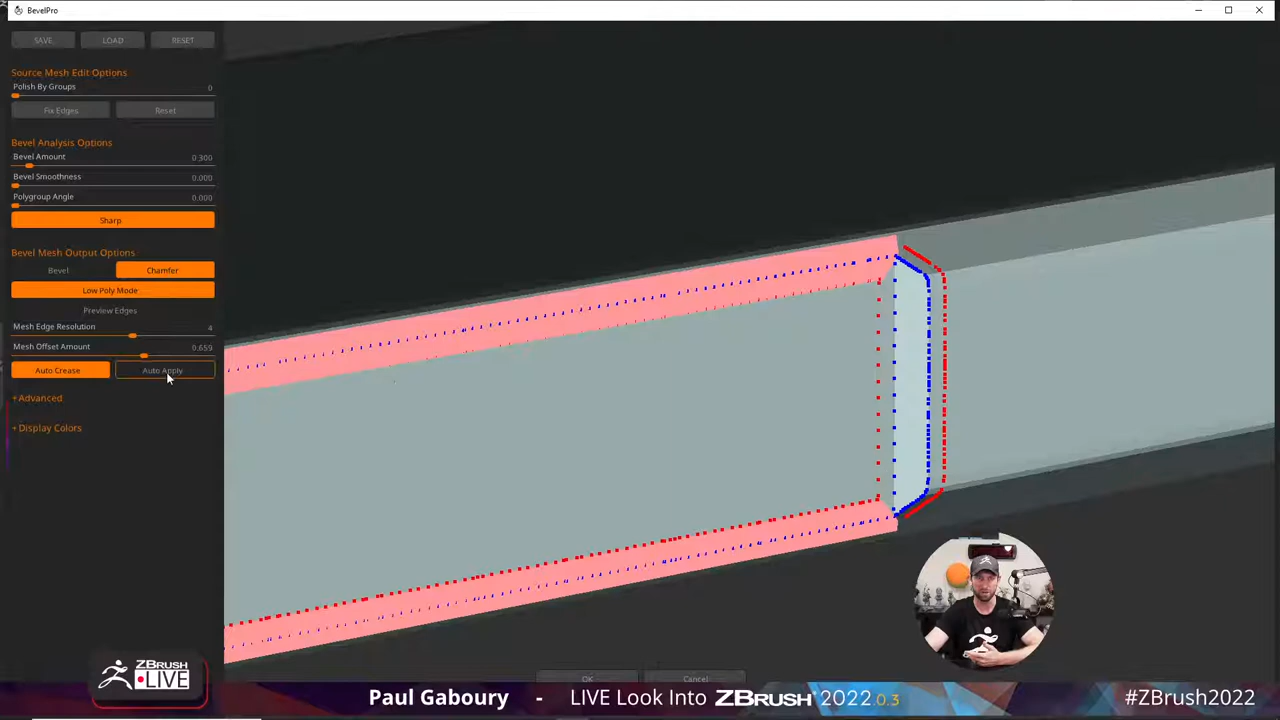 BevelPro
SAVE LOAD RESET
Source Mesh Edit Options
Polish By Groups 0
Fix Edges Reset
Bevel Analysis Options
Bevel Amount 0.300
Bevel Smoothness 0.000
Polygroup Angle 0.000
Sharp
Bevel Mesh Output Options
Bevel Chamfer
Low Poly Mode
Preview Edges
Mesh Edge Resolution 4
Mesh Offset Amount 0.659
Auto Crease Auto Apply
+Advanced
+Display Colors
OK Cancel
ZBRUSH
LIVE
Paul Gaboury - LIVE Look Into ZBRUSH® 2022.0.3 #ZBrush2022